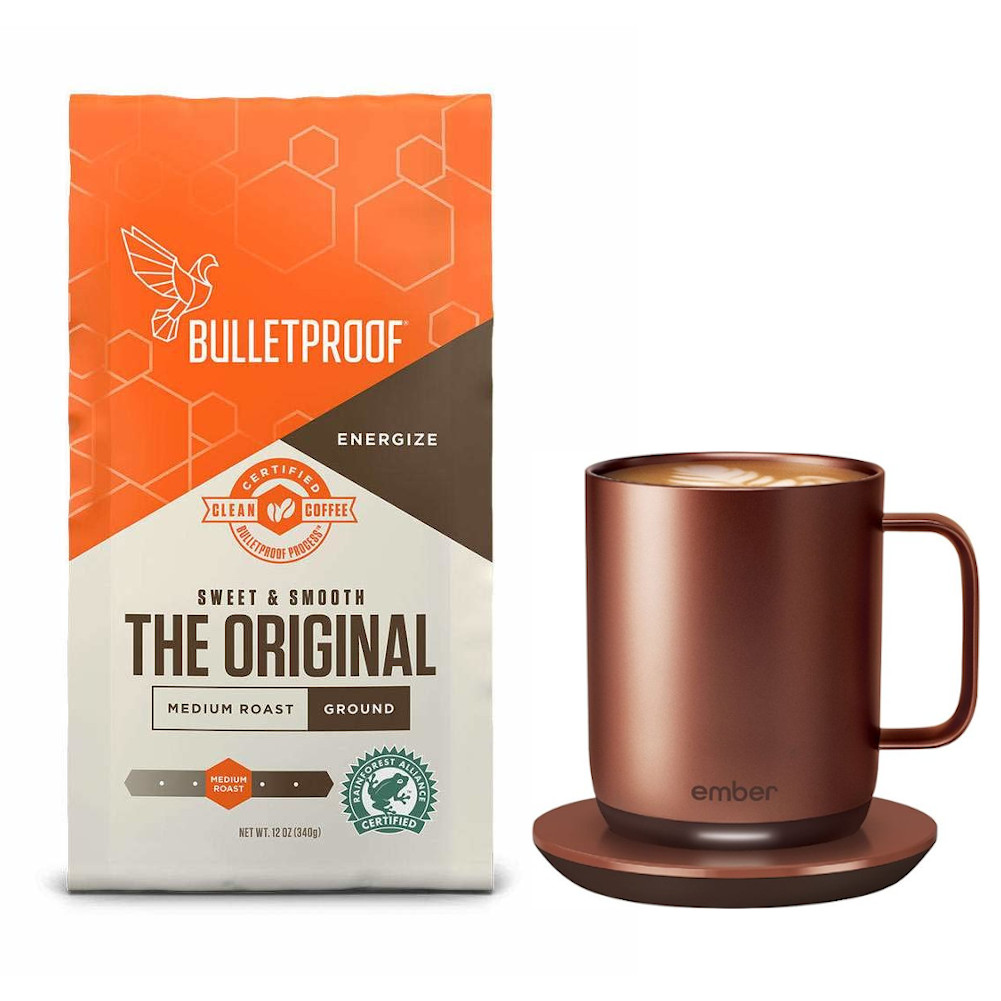 BULLETPROOF®
ENERGIZE
CERTIFIED
CLEAN COFFEE
BULLETPROOF PROCESS™
SWEET & SMOOTH
THE ORIGINAL
MEDIUM ROAST GROUND
MEDIUM
ROAST
RAINFOREST ALLIANCE
CERTIFIED
NET WT. 12 OZ (340g)
ember